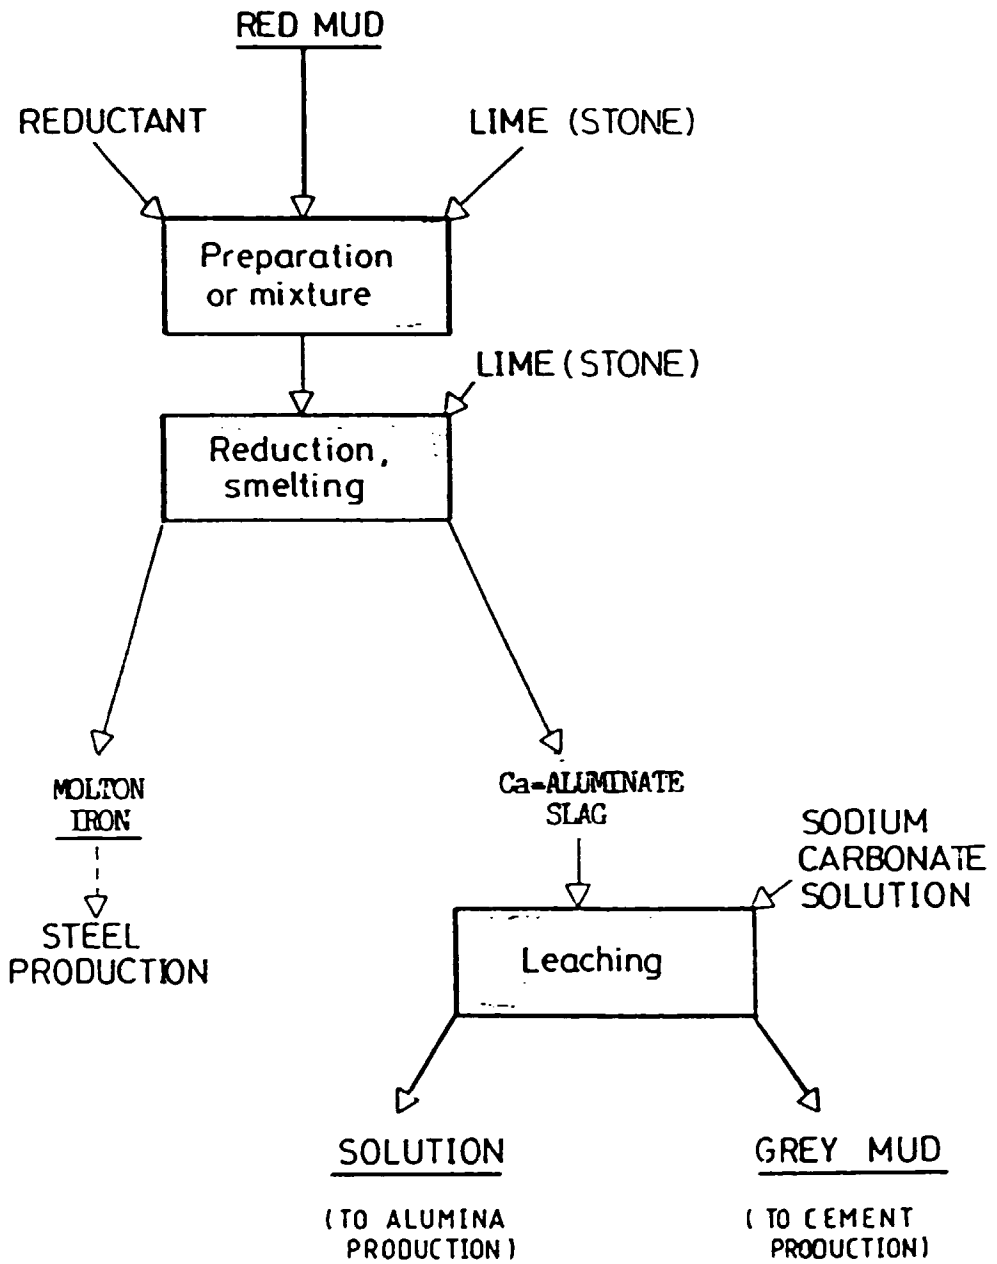 RED MUD
REDUCTANT
LIME (STONE)
Preparation
or mixture
LIME (STONE)
Reduction,
smelting
MOLTON
IRON
Ca=ALUMINATE
SLAG
SODIUM
CARBONATE
SOLUTION
STEEL
PRODUCTION
Leaching
SOLUTION
GREY MUD
(TO ALUMINA
PRODUCTION)
(TO CEMENT
PRODUCTION)